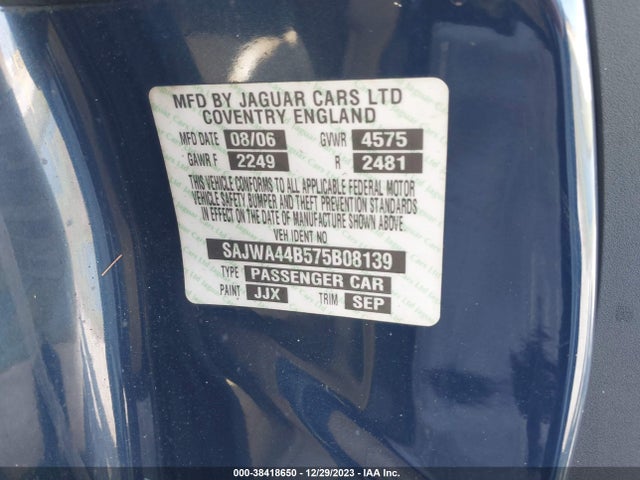 MFD BY JAGUAR CARS LTD
COVENTRY ENGLAND
MFD DATE 08/06 GVWR 4575
GAWR F 2249 R 2481
THIS VEHICLE CONFORMS TO ALL APPLICABLE FEDERAL MOTOR
VEHICLE SAFETY BUMPER AND THEFT PREVENTION STANDARDS
IN EFFECT ON THE DATE OF MANUFACTURE SHOWN ABOVE
VEH IDENT NO
SAJWA44B575B08139
TYPE PASSENGER CAR
PAINT JJX TRIM SEP
000-38418650 - 12/29/2023 - IAA Inc.